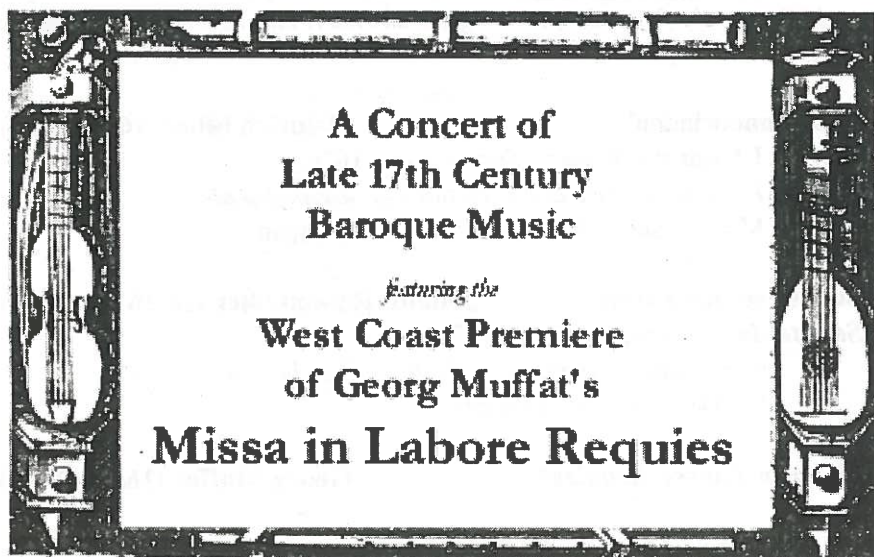 A Concert of
Late 17th Century
Baroque Music
featuring the
West Coast Premiere
of Georg Muffat's
Missa in Labore Requies